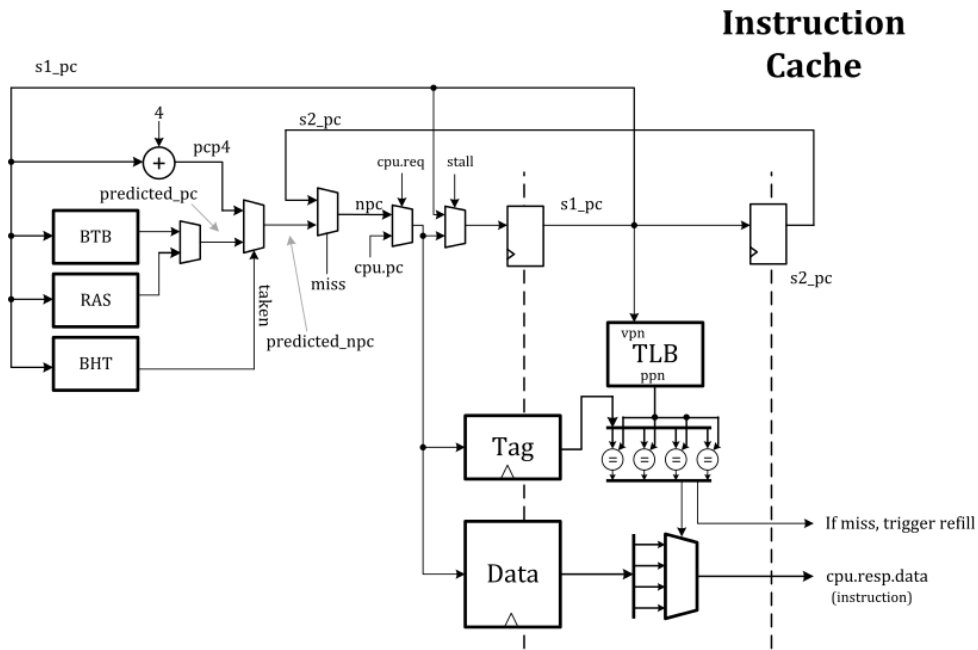 Instruction
Cache
s1_pc
4
s2_pc
+
pcp4
cpu.req
stall
predicted_pc
npc
s1_pc
BTB
cpu.pc
miss
s2_pc
RAS
taken
predicted_npc
vpn
TLB
ppn
BHT
Tag
= = = =
If miss, trigger refill
Data
cpu.resp.data
(instruction)